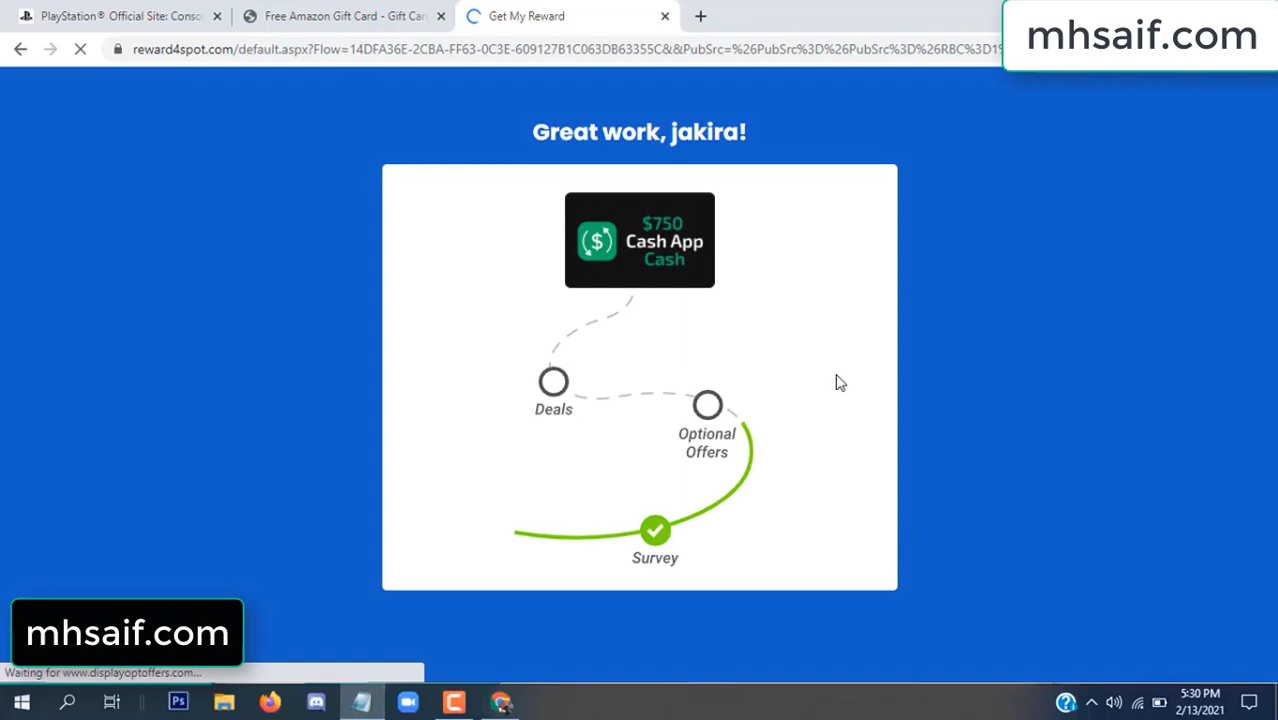 PlayStation® Official Site: Conso
Free Amazon Gift Card - Gift Car
Get My Reward
mhsaif.com
reward4spot.com/default.aspx?Flow=14DFA36E-2CBA-FF63-0C3E-609127B1C063DB63355C&&PubSrc=%26PubSrc%3D%26PubSrc%3D%26RBC%3D1%
Great work, jakira!
$750
Cash App
Cash
Deals
Optional
Offers
Survey
mhsaif.com
Waiting for www.displayoptoffers.com...
5:30 PM
2/13/2021